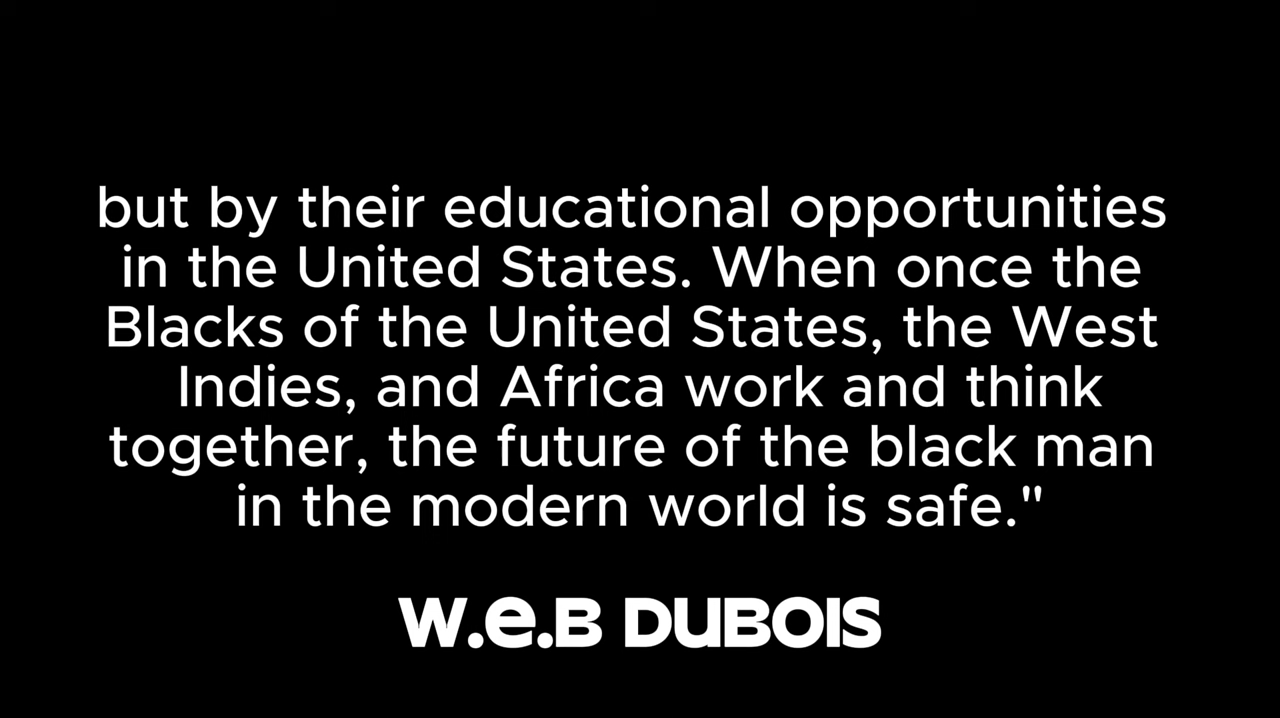 but by their educational opportunities
in the United States. When once the
Blacks of the United States, the West
Indies, and Africa work and think
together, the future of the black man
in the modern world is safe."
W.e.B DUBOIS